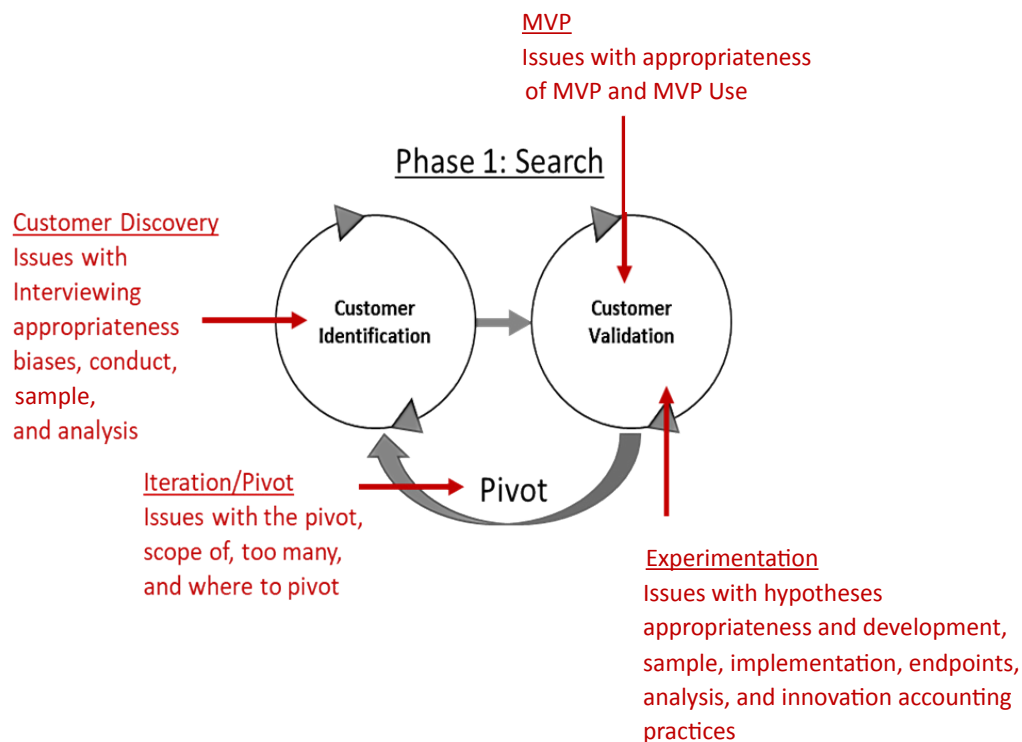 MVP
Issues with appropriateness
of MVP and MVP Use
Phase 1: Search
Customer Discovery
Issues with
Interviewing
appropriateness
biases, conduct,
sample,
and analysis
Customer
Identification
Customer
Validation
Iteration/Pivot
Issues with the pivot,
scope of, too many,
and where to pivot
Pivot
Experimentation
Issues with hypotheses
appropriateness and development,
sample, implementation, endpoints,
analysis, and innovation accounting
practices